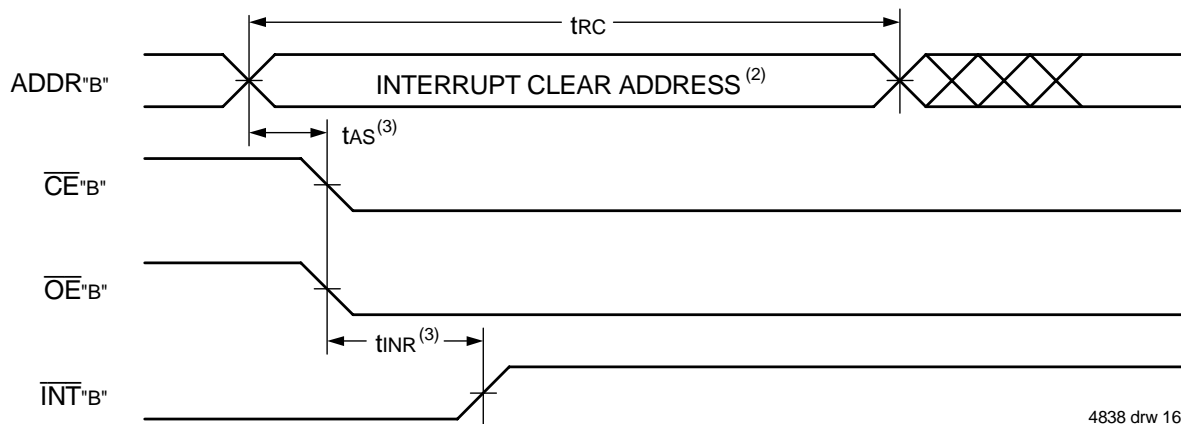 tRC
ADDR"B"
INTERRUPT CLEAR ADDRESS (2)
tAS(3)
CE"B"
OE"B"
tINR(3)
INT"B"
4838 drw 16